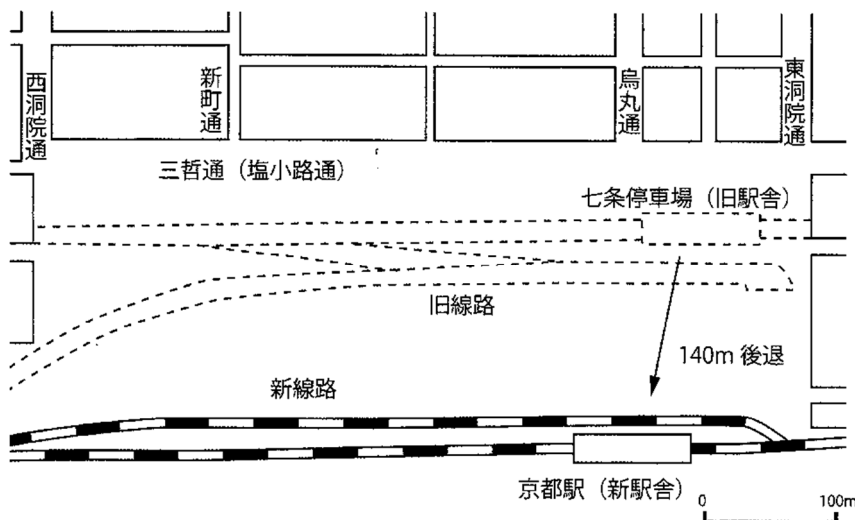 西洞院通
新町通
烏丸通
東洞院通
三哲通（塩小路通）
七条停車場（旧駅舎）
旧線路
140m 後退
新線路
京都駅（新駅舎）
0 100m